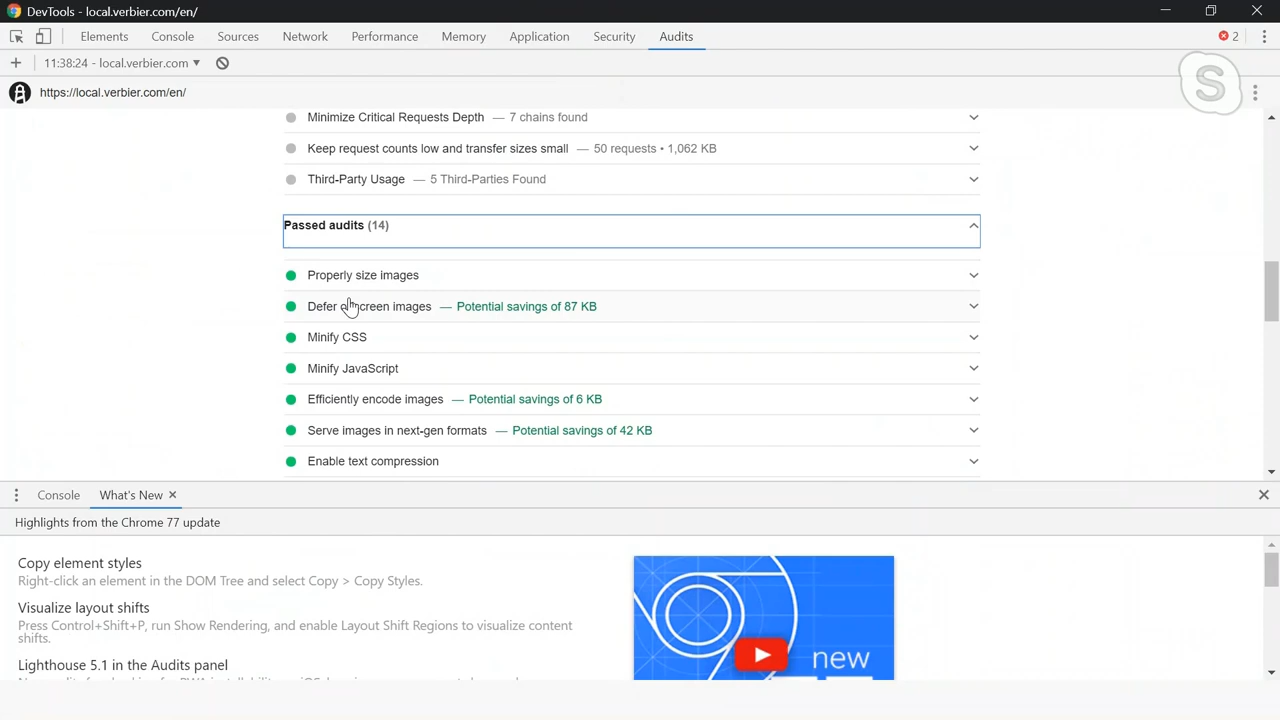 DevTools - local.verbier.com/en/
Elements Console Sources Network Performance Memory Application Security Audits 2
11:38:24 - local.verbier.com
https://local.verbier.com/en/
Minimize Critical Requests Depth — 7 chains found
Keep request counts low and transfer sizes small — 50 requests • 1,062 KB
Third-Party Usage — 5 Third-Parties Found
Passed audits (14)
Properly size images
Defer offscreen images — Potential savings of 87 KB
Minify CSS
Minify JavaScript
Efficiently encode images — Potential savings of 6 KB
Serve images in next-gen formats — Potential savings of 42 KB
Enable text compression
Console What's New
Highlights from the Chrome 77 update
Copy element styles
Right-click an element in the DOM Tree and select Copy > Copy Styles.
Visualize layout shifts
Press Control+Shift+P, run Show Rendering, and enable Layout Shift Regions to visualize content
shifts.
Lighthouse 5.1 in the Audits panel
new